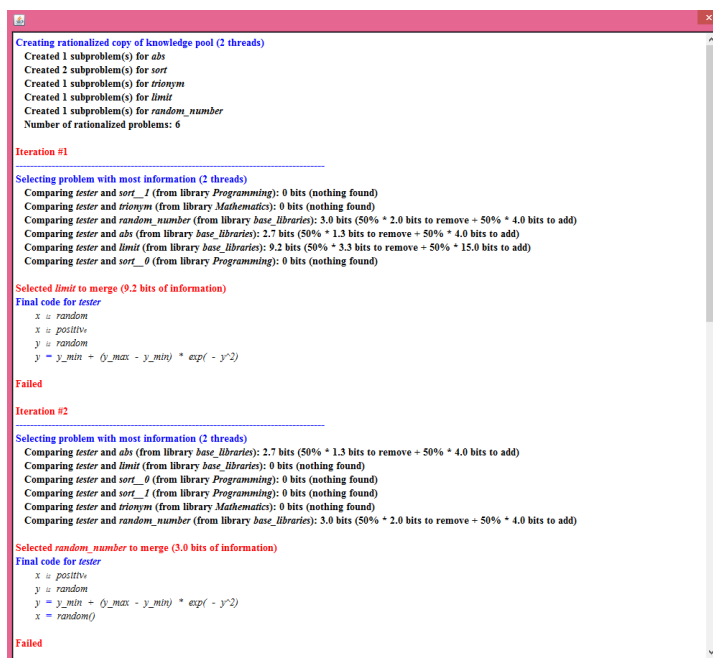 Creating rationalized copy of knowledge pool (2 threads)
Created 1 subproblem(s) for abs
Created 2 subproblem(s) for sort
Created 1 subproblem(s) for trionym
Created 1 subproblem(s) for limit
Created 1 subproblem(s) for random_number
Number of rationalized problems: 6
Iteration #1
----------------------------------------------------------------------------------------
Selecting problem with most information (2 threads)
Comparing tester and sort__1 (from library Programming): 0 bits (nothing found)
Comparing tester and trionym (from library Mathematics): 0 bits (nothing found)
Comparing tester and random_number (from library base_libraries): 3.0 bits (50% * 2.0 bits to remove + 50% * 4.0 bits to add)
Comparing tester and abs (from library base_libraries): 2.7 bits (50% * 1.3 bits to remove + 50% * 4.0 bits to add)
Comparing tester and limit (from library base_libraries): 9.2 bits (50% * 3.3 bits to remove + 50% * 15.0 bits to add)
Comparing tester and sort__0 (from library Programming): 0 bits (nothing found)
Selected limit to merge (9.2 bits of information)
Final code for tester
x is random
x is positive
y is random
y = y_min + (y_max - y_min) * exp( - y^2)
Failed
Iteration #2
----------------------------------------------------------------------------------------
Selecting problem with most information (2 threads)
Comparing tester and abs (from library base_libraries): 2.7 bits (50% * 1.3 bits to remove + 50% * 4.0 bits to add)
Comparing tester and limit (from library base_libraries): 0 bits (nothing found)
Comparing tester and sort__0 (from library Programming): 0 bits (nothing found)
Comparing tester and sort__1 (from library Programming): 0 bits (nothing found)
Comparing tester and trionym (from library Mathematics): 0 bits (nothing found)
Comparing tester and random_number (from library base_libraries): 3.0 bits (50% * 2.0 bits to remove + 50% * 4.0 bits to add)
Selected random_number to merge (3.0 bits of information)
Final code for tester
x is positive
y is random
y = y_min + (y_max - y_min) * exp( - y^2)
x = random()
Failed